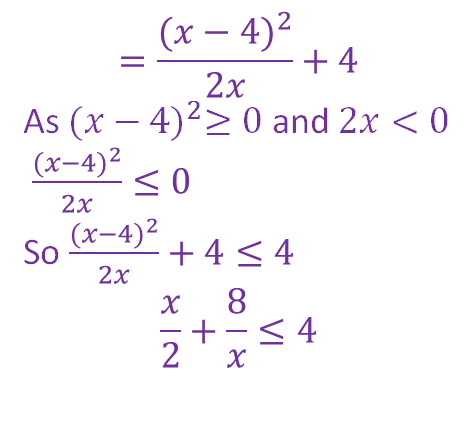 = (x − 4)² / 2x + 4
As (x − 4)² ≥ 0 and 2x < 0
(x−4)² / 2x ≤ 0
So (x−4)² / 2x + 4 ≤ 4
x / 2 + 8 / x ≤ 4